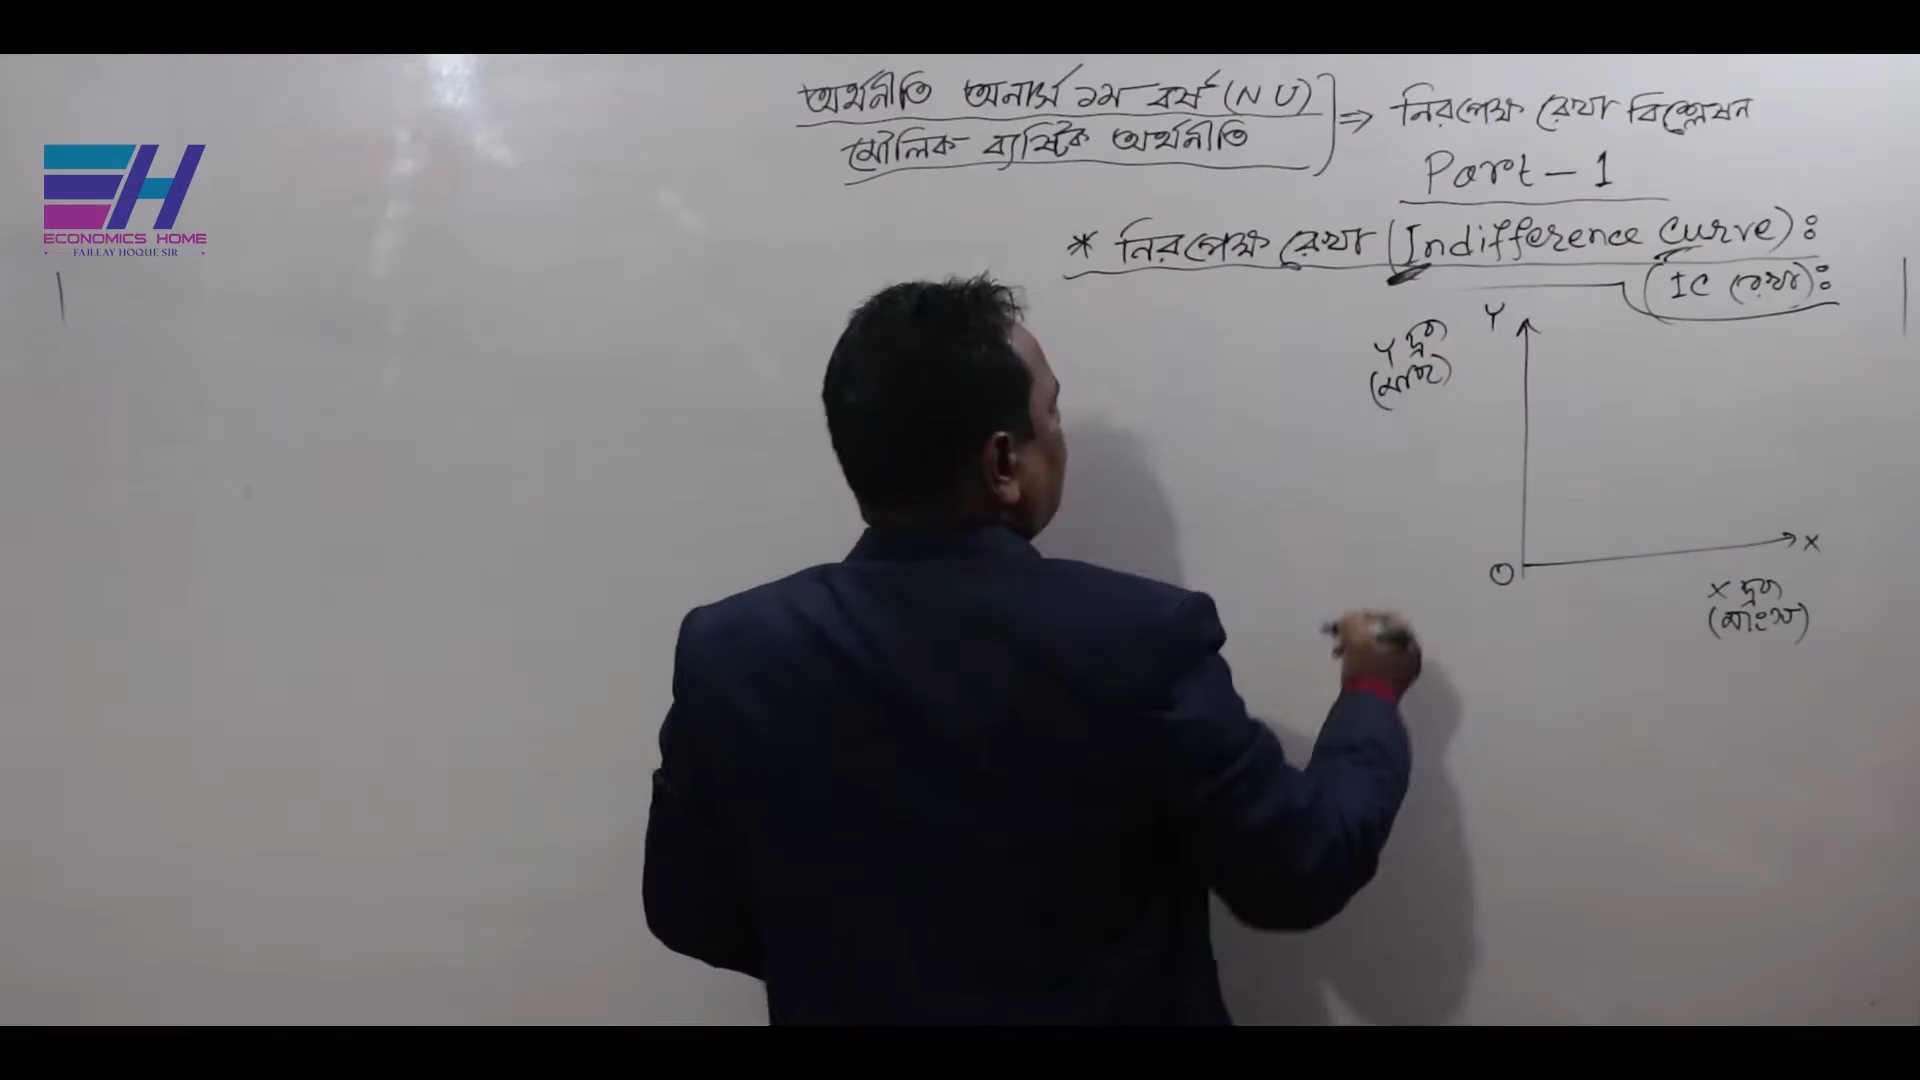 অর্থনীতি অনার্স ১ম বর্ষ (NU)
মৌলিক ব্যষ্টিক অর্থনীতি
⇒ নিরপেক্ষ রেখা বিশ্লেষন
Part-1
* নিরপেক্ষ রেখা (Indifference Curve):
(IC রেখা):
ECONOMICS HOME
FAILEAY HOQUE SIR
Y
Y দ্রব্য
(মাছ)
O
X
X দ্রব্য
(মাংস)